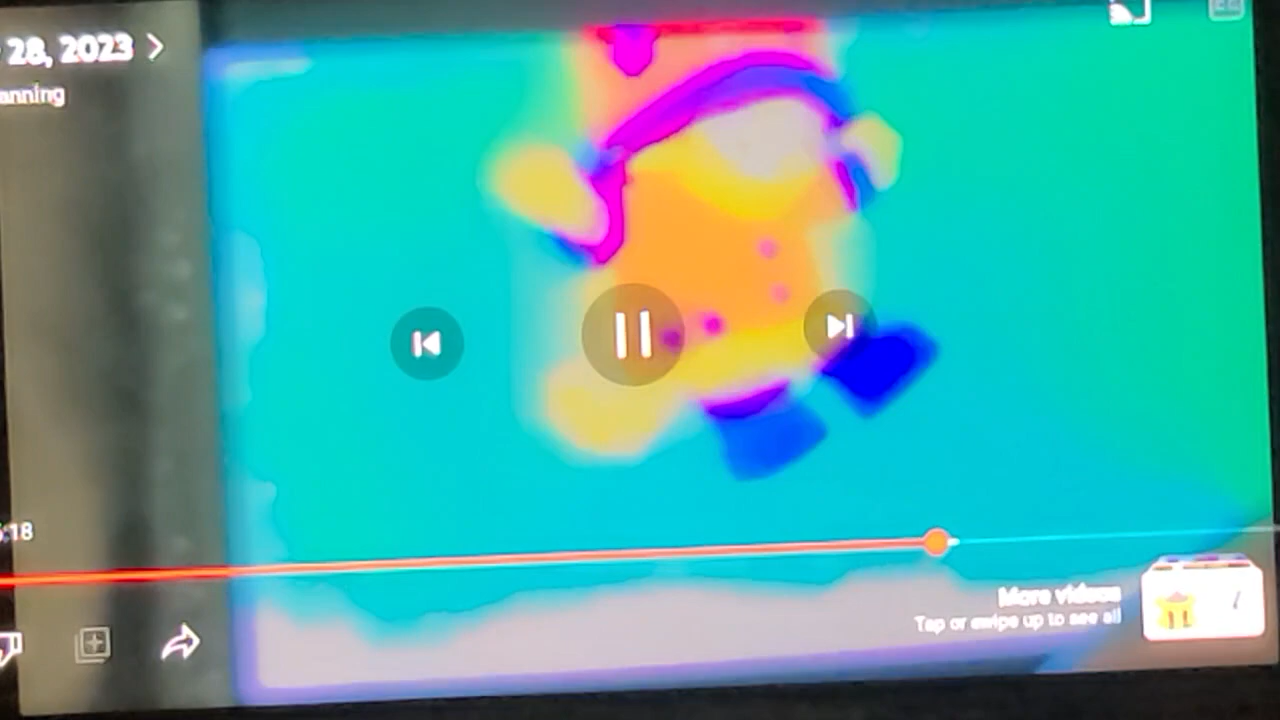 28, 2023
anning
:18
More videos
Tap or swipe up to see all